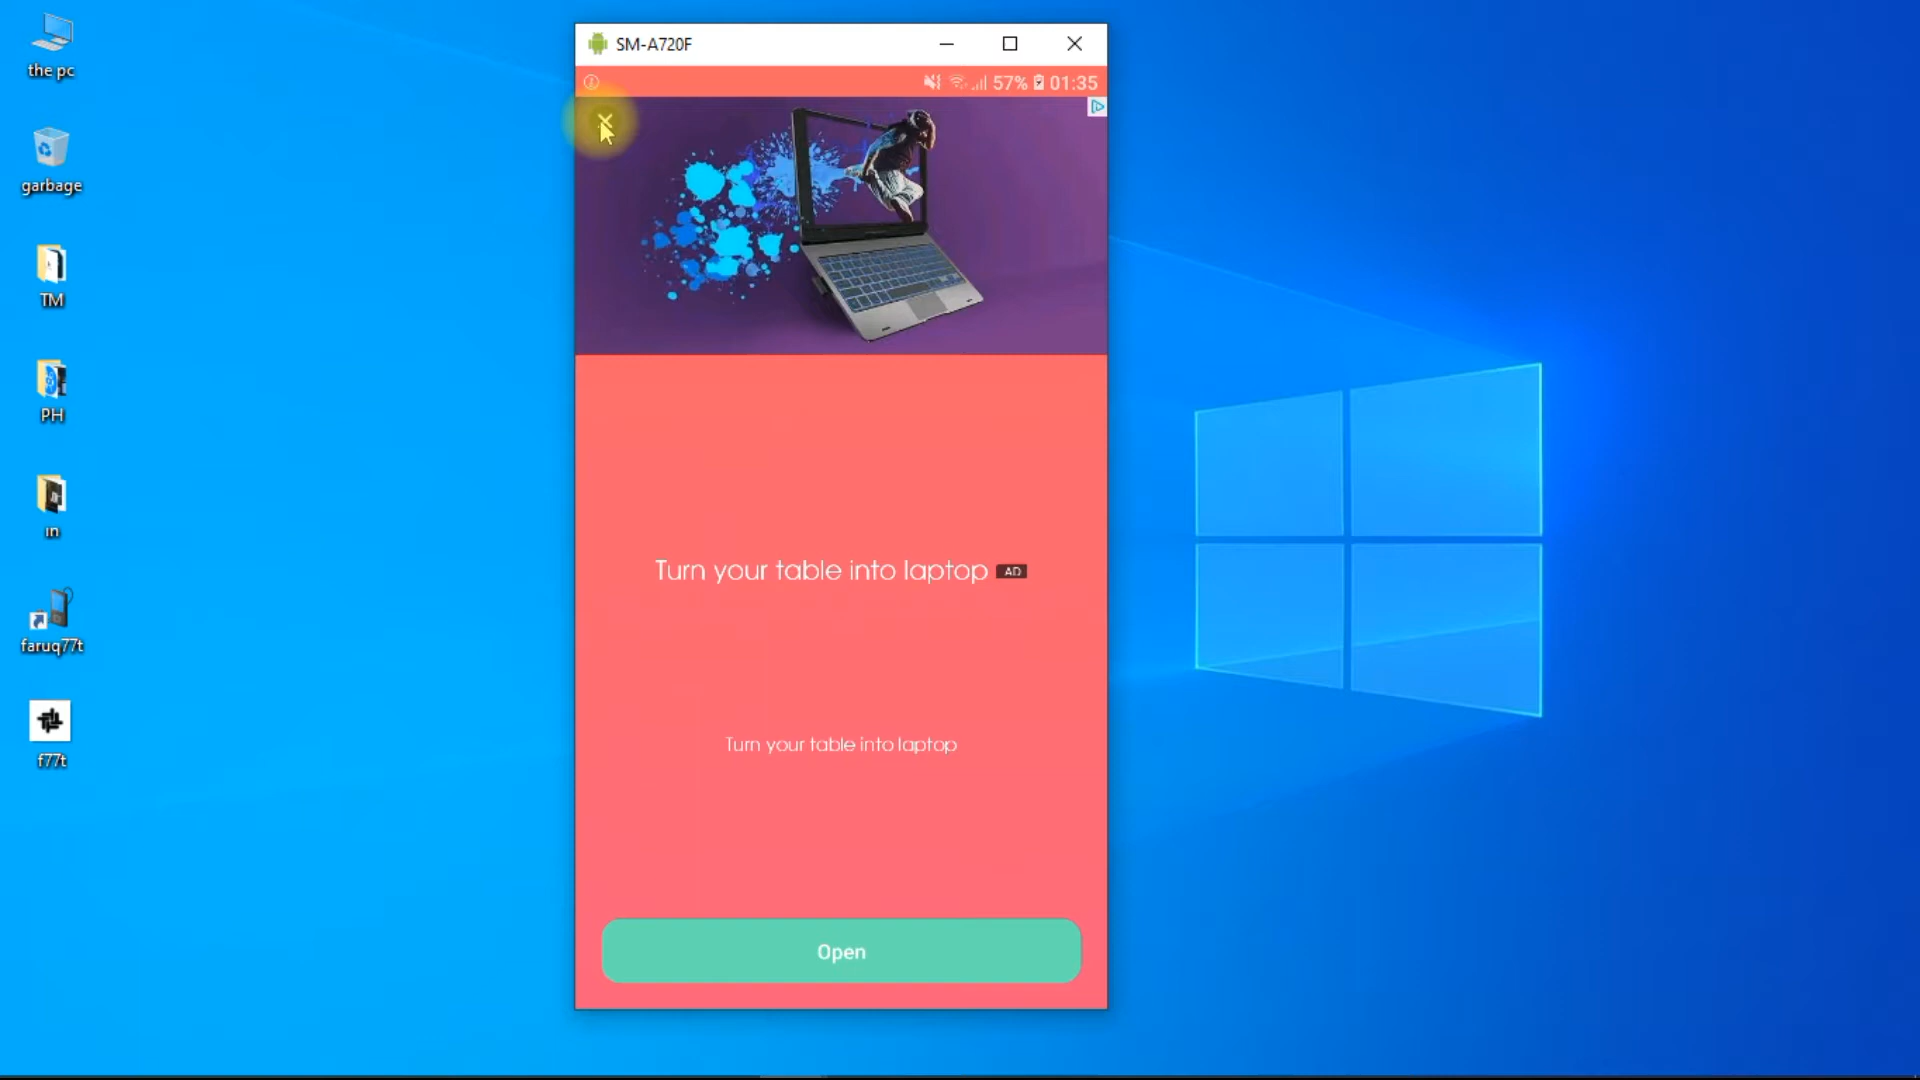 the pc
garbage
TM
PH
in
faruq77t
f77t
SM-A720F
57% 01:35
Turn your table into laptop AD
Turn your table into laptop
Open